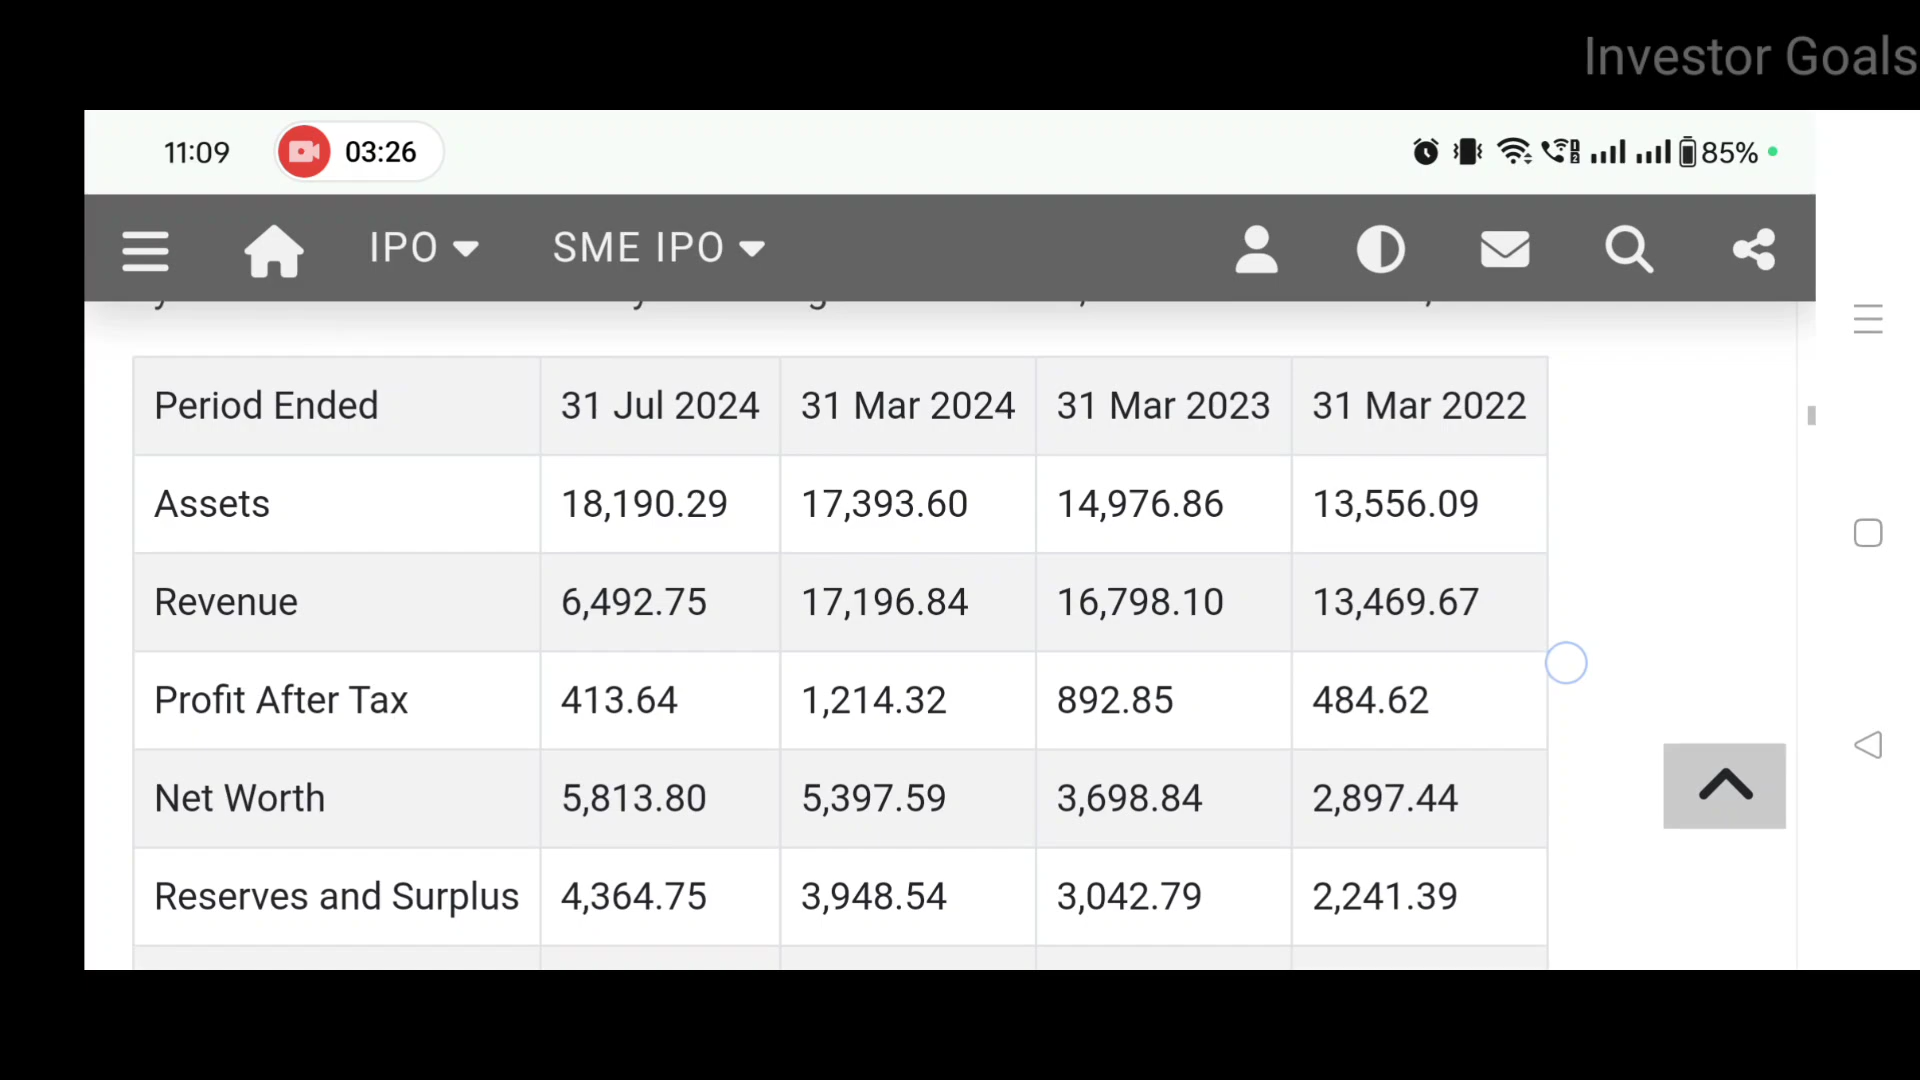 Investor Goals
11:09 03:26 85%
IPO SME IPO
Period Ended 31 Jul 2024 31 Mar 2024 31 Mar 2023 31 Mar 2022
Assets 18,190.29 17,393.60 14,976.86 13,556.09
Revenue 6,492.75 17,196.84 16,798.10 13,469.67
Profit After Tax 413.64 1,214.32 892.85 484.62
Net Worth 5,813.80 5,397.59 3,698.84 2,897.44
Reserves and Surplus 4,364.75 3,948.54 3,042.79 2,241.39